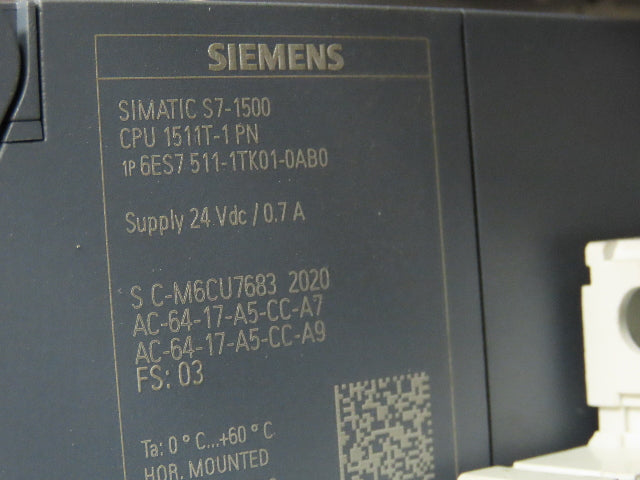 SIEMENS
SIMATIC S7-1500
CPU 1511T-1 PN
1P 6ES7 511-1TK01-0AB0
Supply 24 Vdc / 0.7 A
S C-M6CU7683 2020
AC-64-17-A5-CC-A7
AC-64-17-A5-CC-A9
FS: 03
Ta: 0 ° C...+60 ° C
HOR. MOUNTED